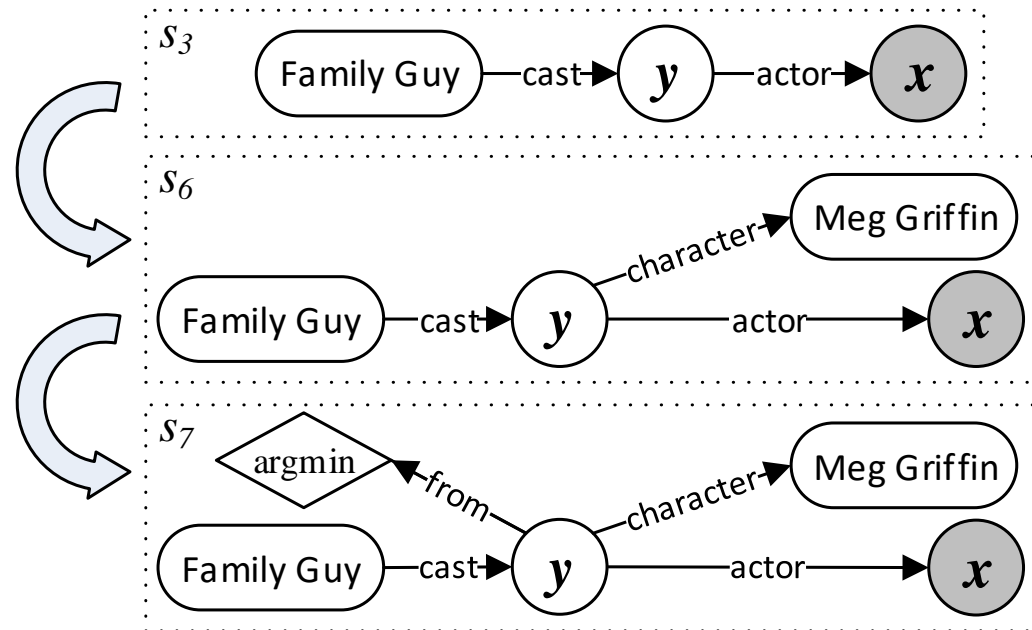 s3
Family Guy cast y actor x
s6
Meg Griffin
character
Family Guy cast y actor x
s7
argmin from character Meg Griffin
Family Guy cast y actor x